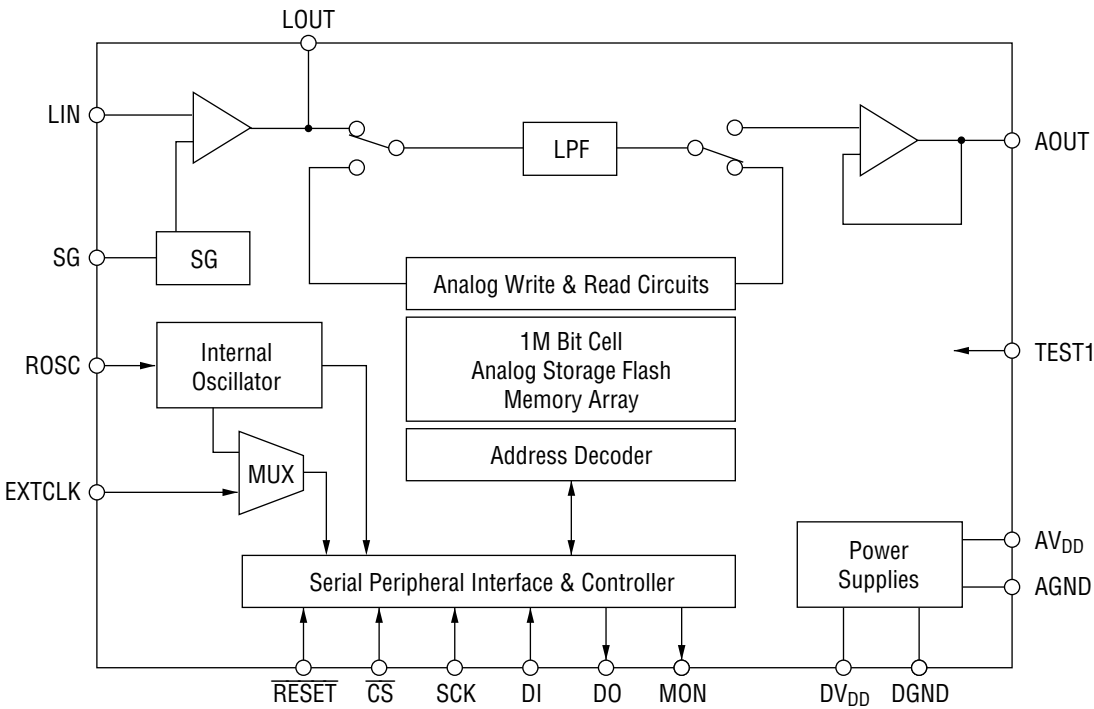 LOUT
LIN
LPF
AOUT
SG
SG
Analog Write & Read Circuits
ROSC
Internal
Oscillator
1M Bit Cell
Analog Storage Flash
Memory Array
TEST1
Address Decoder
MUX
EXTCLK
Power
Supplies
AVDD
AGND
Serial Peripheral Interface & Controller
RESET
CS
SCK
DI
DO
MON
DVDD
DGND